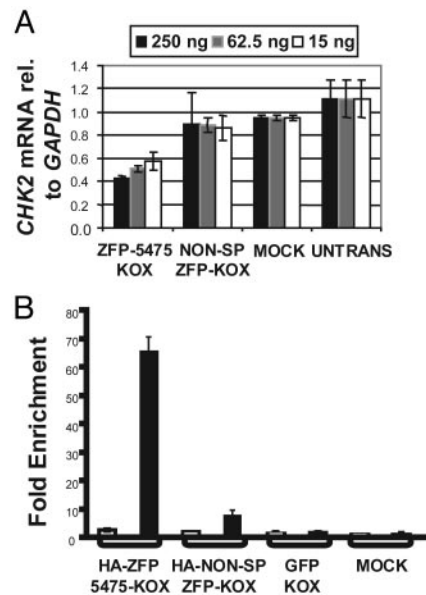 A
250 ng 62.5 ng 15 ng
CHK2 mRNA rel.
to GAPDH
1.4
1.2
1.0
0.8
0.6
0.4
0.2
0.0
ZFP-5475 NON-SP MOCK UNTRANS
KOX ZFP-KOX
B
Fold Enrichment
80
70
60
50
40
30
20
10
0
HA-ZFP HA-NON-SP GFP MOCK
5475-KOX ZFP-KOX KOX